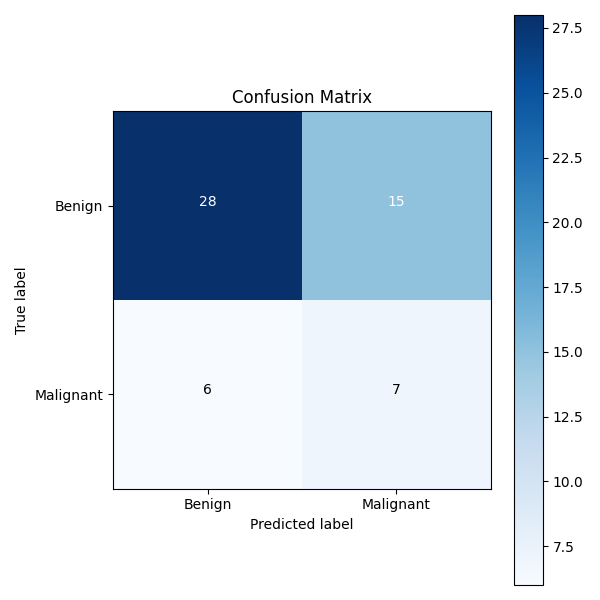 Confusion Matrix
True label
Benign
28
15
Malignant
6
7
Benign
Malignant
Predicted label
27.5
25.0
22.5
20.0
17.5
15.0
12.5
10.0
7.5